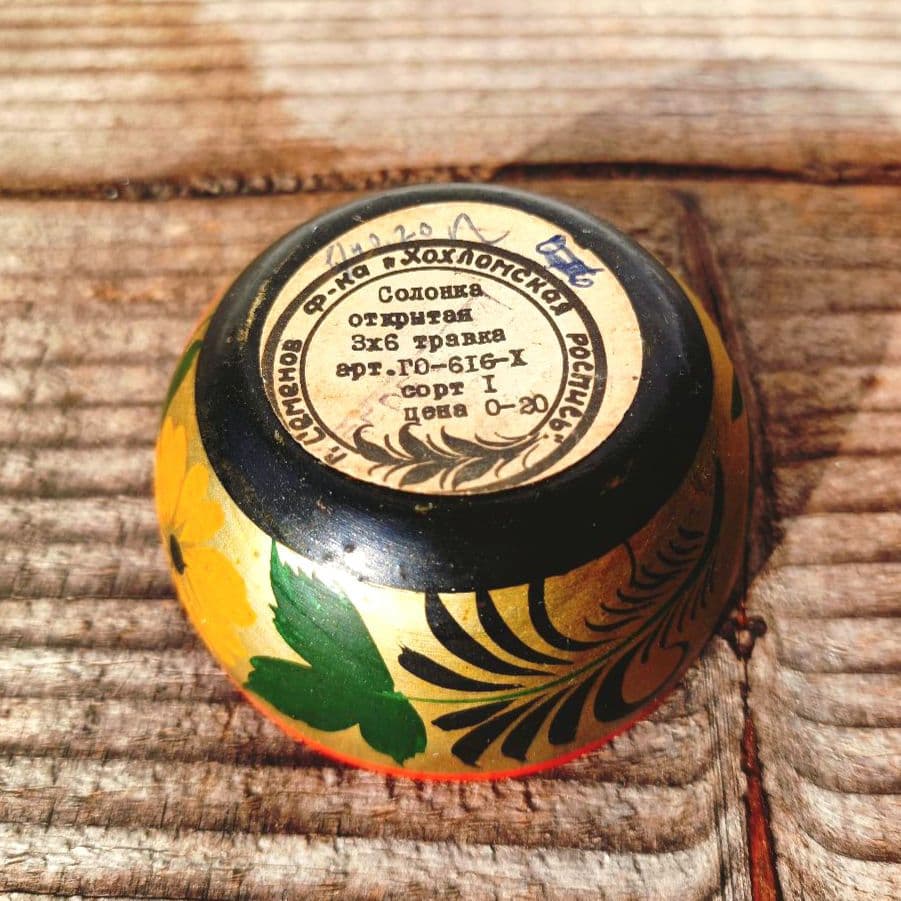 г. Семенов ф-ка "Хохломская роспись"
Солонка
открытая
3х6 травка
арт.ГО-616-Х
сорт I
цена 0-20